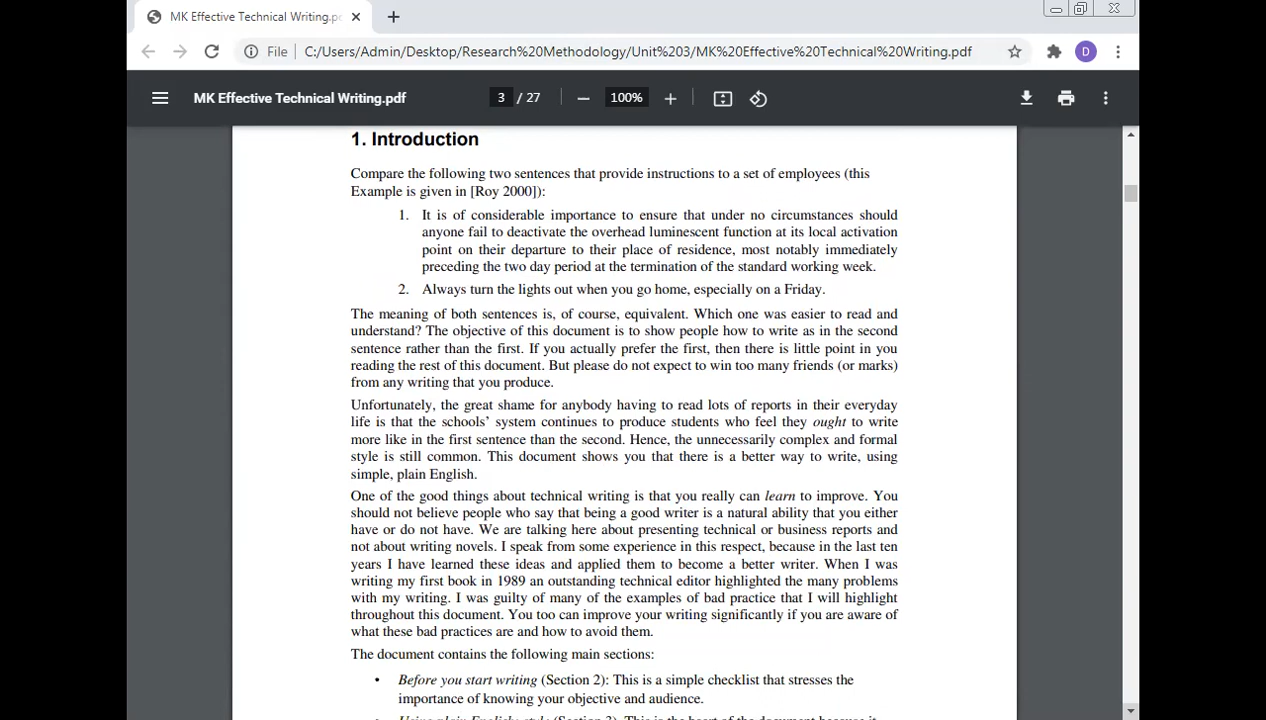 MK Effective Technical Writing.pd
File
C:/Users/Admin/Desktop/Research%20Methodology/Unit%203/MK%20Effective%20Technical%20Writing.pdf
D
MK Effective Technical Writing.pdf
3 / 27
100%
1. Introduction
Compare the following two sentences that provide instructions to a set of employees (this
Example is given in [Roy 2000]):
1. It is of considerable importance to ensure that under no circumstances should
anyone fail to deactivate the overhead luminescent function at its local activation
point on their departure to their place of residence, most notably immediately
preceding the two day period at the termination of the standard working week.
2. Always turn the lights out when you go home, especially on a Friday.
The meaning of both sentences is, of course, equivalent. Which one was easier to read and
understand? The objective of this document is to show people how to write as in the second
sentence rather than the first. If you actually prefer the first, then there is little point in you
reading the rest of this document. But please do not expect to win too many friends (or marks)
from any writing that you produce.
Unfortunately, the great shame for anybody having to read lots of reports in their everyday
life is that the schools' system continues to produce students who feel they ought to write
more like in the first sentence than the second. Hence, the unnecessarily complex and formal
style is still common. This document shows you that there is a better way to write, using
simple, plain English.
One of the good things about technical writing is that you really can learn to improve. You
should not believe people who say that being a good writer is a natural ability that you either
have or do not have. We are talking here about presenting technical or business reports and
not about writing novels. I speak from some experience in this respect, because in the last ten
years I have learned these ideas and applied them to become a better writer. When I was
writing my first book in 1989 an outstanding technical editor highlighted the many problems
with my writing. I was guilty of many of the examples of bad practice that I will highlight
throughout this document. You too can improve your writing significantly if you are aware of
what these bad practices are and how to avoid them.
The document contains the following main sections:
• Before you start writing (Section 2): This is a simple checklist that stresses the
importance of knowing your objective and audience.
• Using plain English: style (Section 3). This is the heart of the document because it